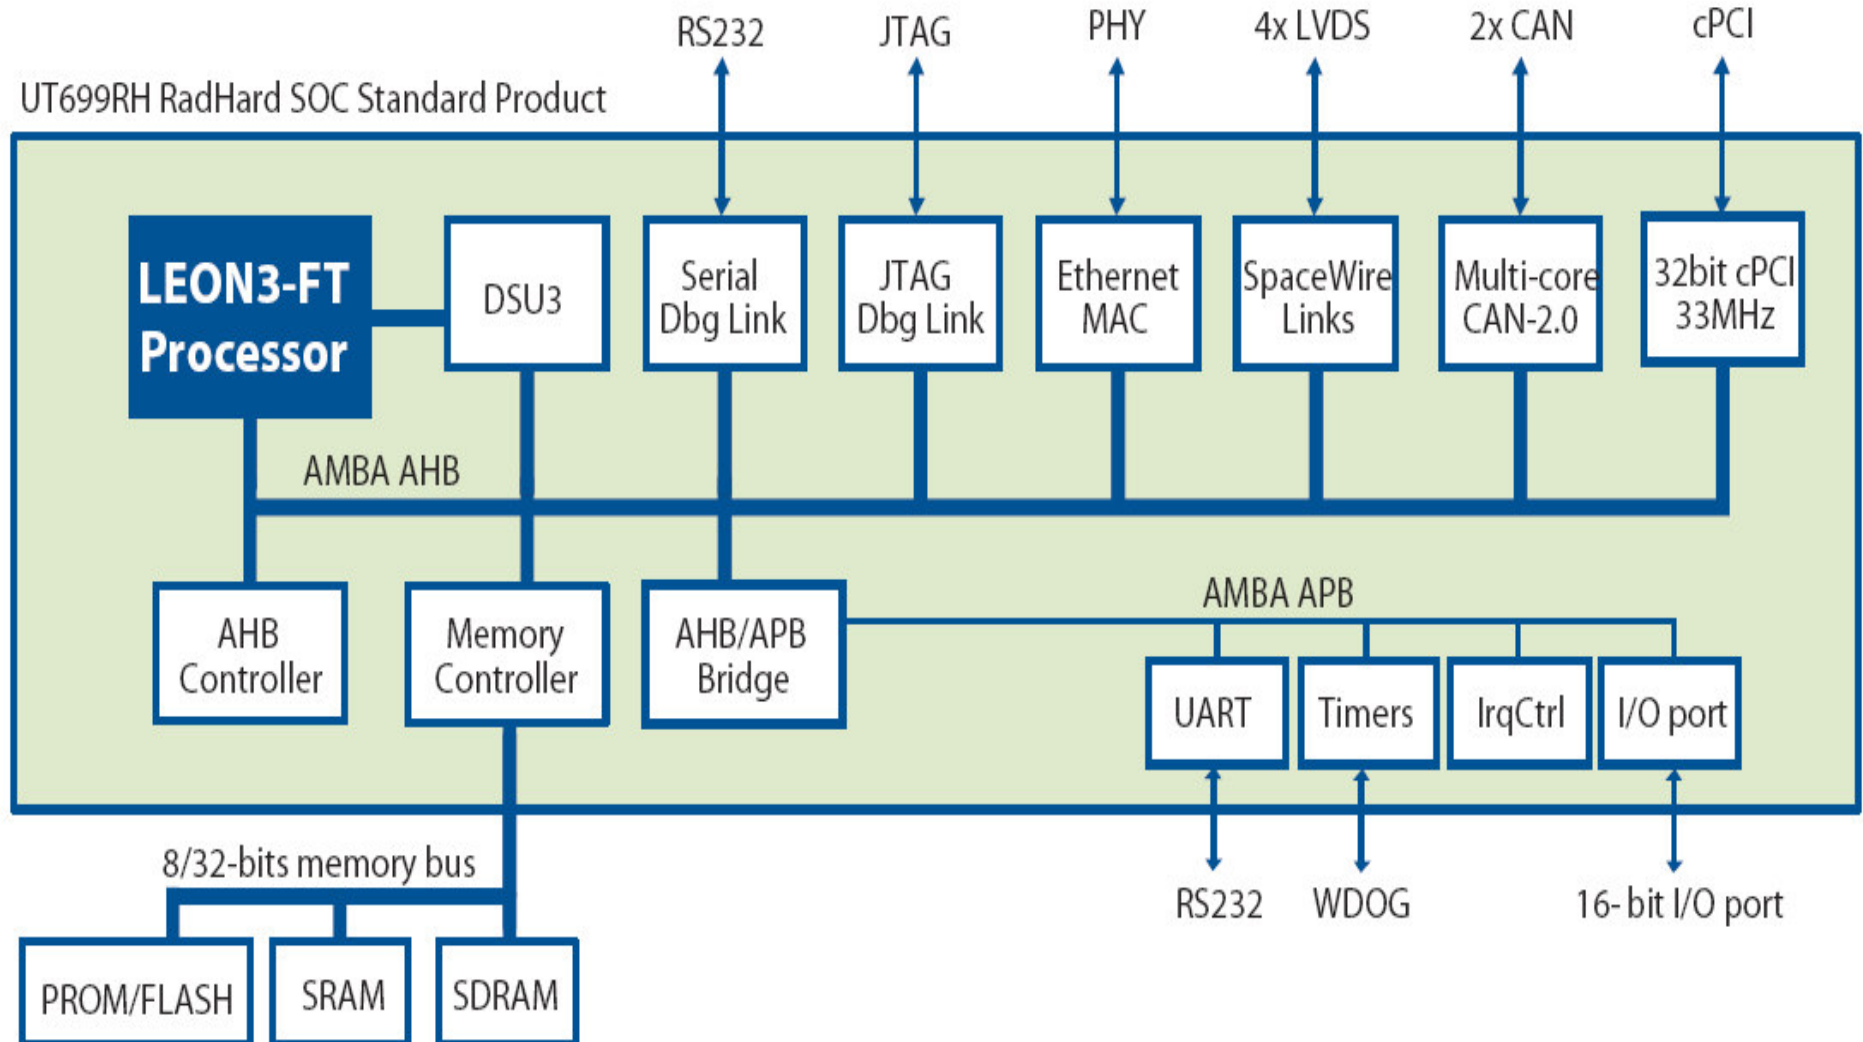 RS232
JTAG
PHY
4x LVDS
2x CAN
cPCI
UT699RH RadHard SOC Standard Product
LEON3-FT
Processor
DSU3
Serial
Dbg Link
JTAG
Dbg Link
Ethernet
MAC
SpaceWire
Links
Multi-core
CAN-2.0
32bit cPCI
33MHz
AMBA AHB
AHB
Controller
Memory
Controller
AHB/APB
Bridge
AMBA APB
UART
Timers
IrqCtrl
I/O port
8/32-bits memory bus
RS232
WDOG
16- bit I/O port
PROM/FLASH
SRAM
SDRAM